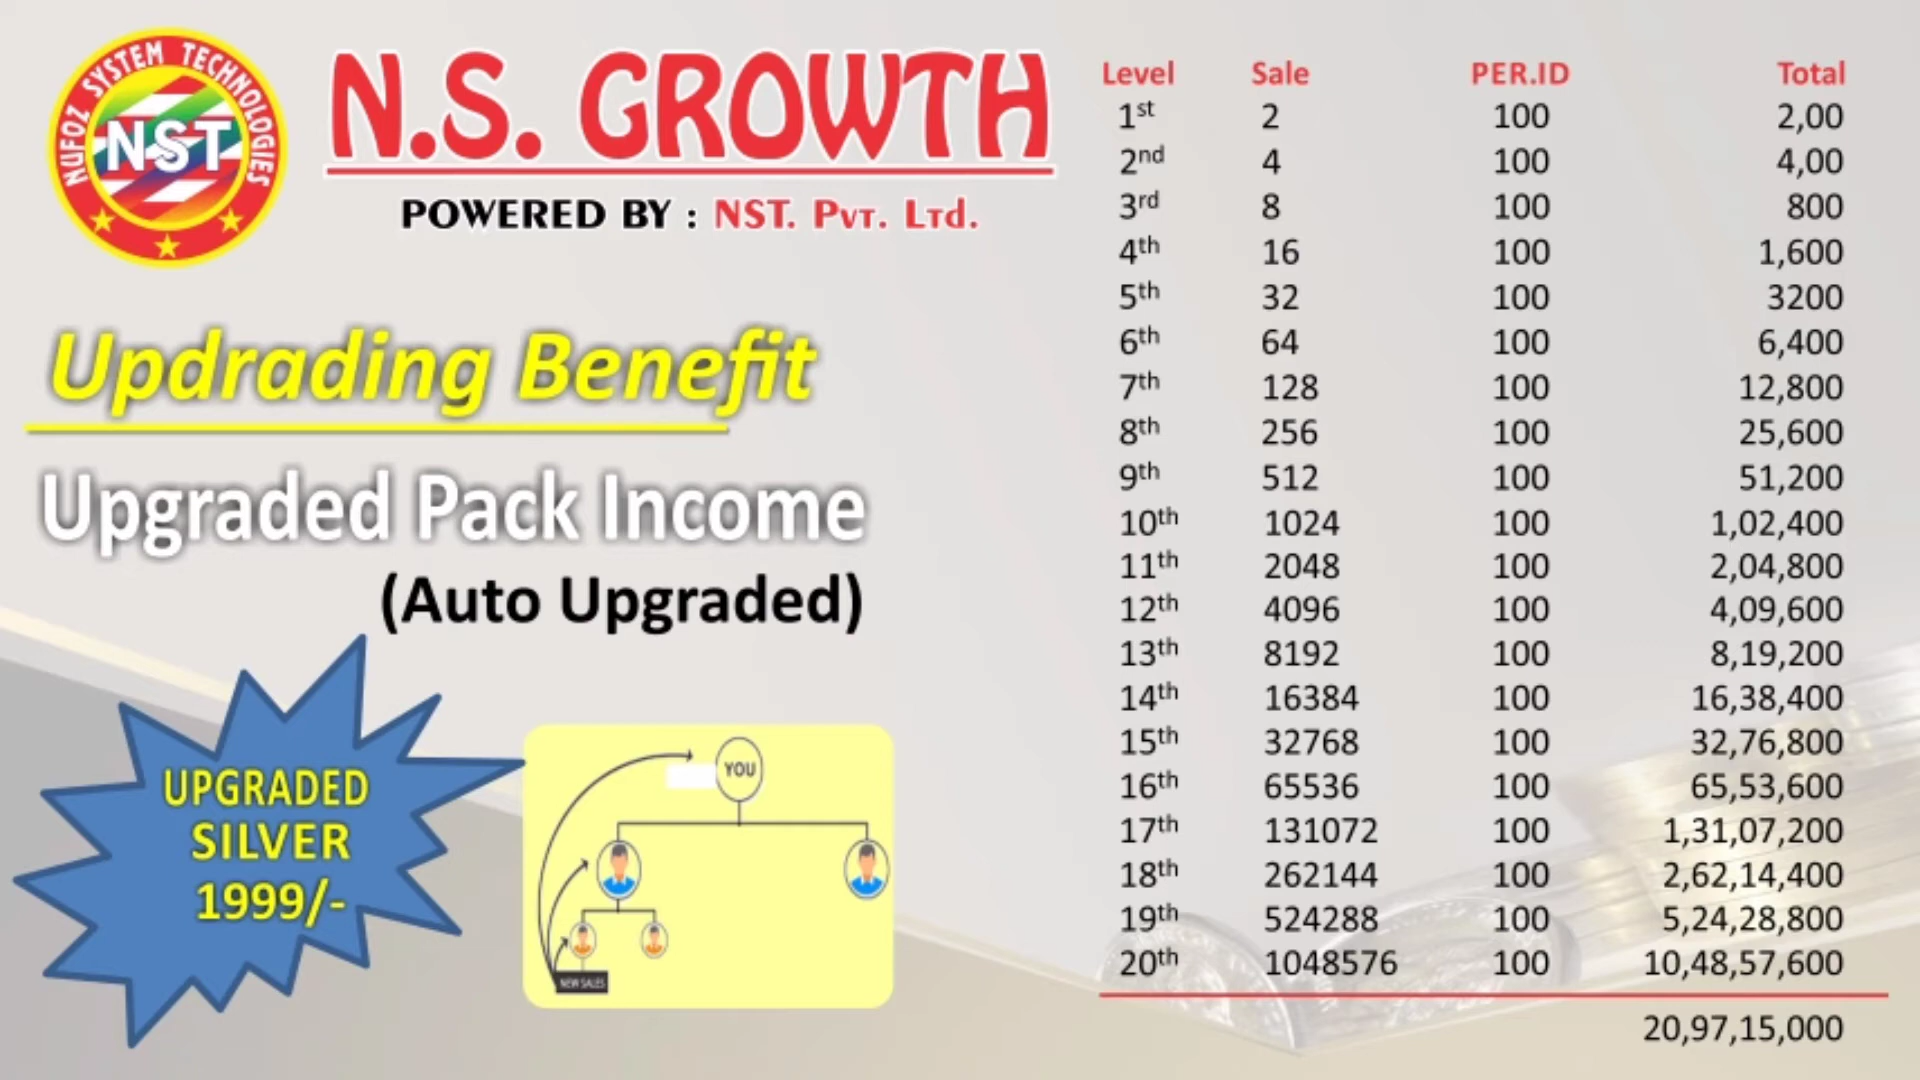 NUFOZ SYSTEM TECHNOLOGIES
NST
N.S. GROWTH
POWERED BY : NST. PVT. LTd.
Updrading Benefit
Upgraded Pack Income
(Auto Upgraded)
UPGRADED
SILVER
1999/-
YOU
NEW SALES
Level Sale PER.ID Total
1st 2 100 2,00
2nd 4 100 4,00
3rd 8 100 800
4th 16 100 1,600
5th 32 100 3200
6th 64 100 6,400
7th 128 100 12,800
8th 256 100 25,600
9th 512 100 51,200
10th 1024 100 1,02,400
11th 2048 100 2,04,800
12th 4096 100 4,09,600
13th 8192 100 8,19,200
14th 16384 100 16,38,400
15th 32768 100 32,76,800
16th 65536 100 65,53,600
17th 131072 100 1,31,07,200
18th 262144 100 2,62,14,400
19th 524288 100 5,24,28,800
20th 1048576 100 10,48,57,600
20,97,15,000